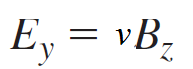 E_y = vB_z